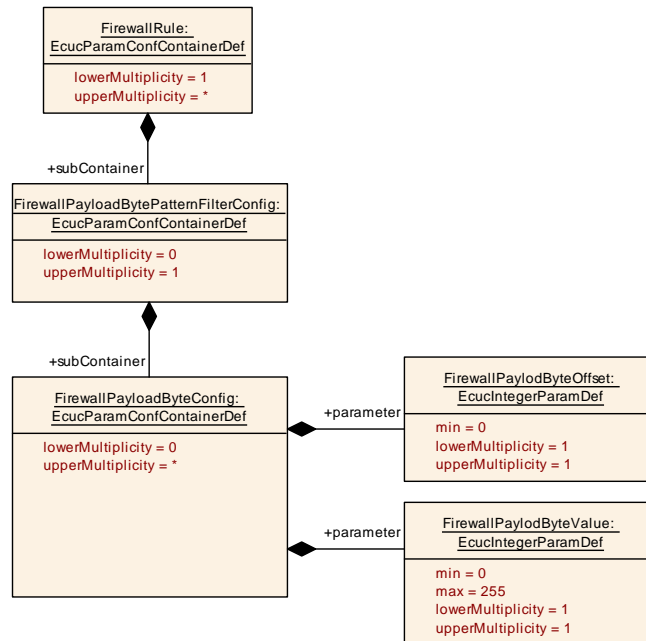 FirewallRule:
EcucParamConfContainerDef
lowerMultiplicity = 1
upperMultiplicity = *
+subContainer
FirewallPayloadBytePatternFilterConfig:
EcucParamConfContainerDef
lowerMultiplicity = 0
upperMultiplicity = 1
+subContainer
FirewallPayloadByteConfig:
EcucParamConfContainerDef
lowerMultiplicity = 0
upperMultiplicity = *
+parameter
FirewallPaylodByteOffset:
EcucIntegerParamDef
min = 0
lowerMultiplicity = 1
upperMultiplicity = 1
+parameter
FirewallPaylodByteValue:
EcucIntegerParamDef
min = 0
max = 255
lowerMultiplicity = 1
upperMultiplicity = 1